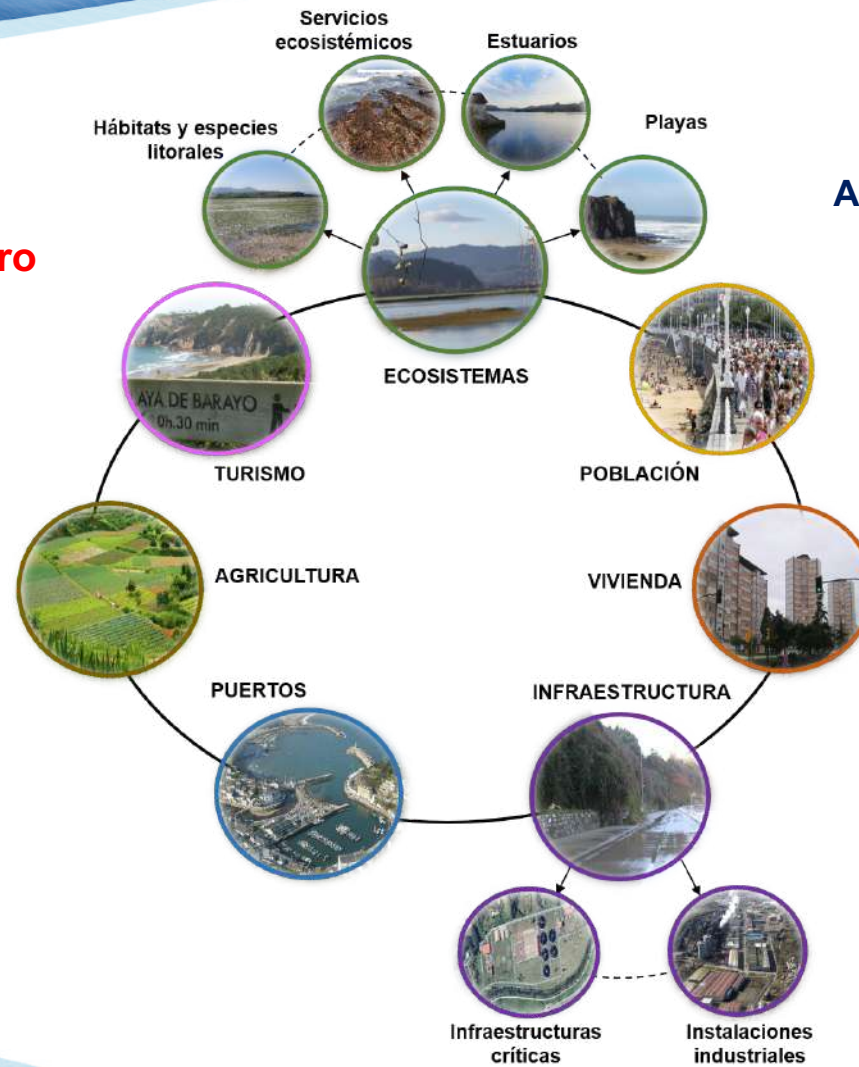 Servicios
ecosistémicos
Estuarios
Hábitats y especies
litorales
Playas
A
ro
ECOSISTEMAS
AYA DE BARAYO
0h.30 min
TURISMO
POBLACIÓN
AGRICULTURA
VIVIENDA
PUERTOS
INFRAESTRUCTURA
Infraestructuras
críticas
Instalaciones
industriales